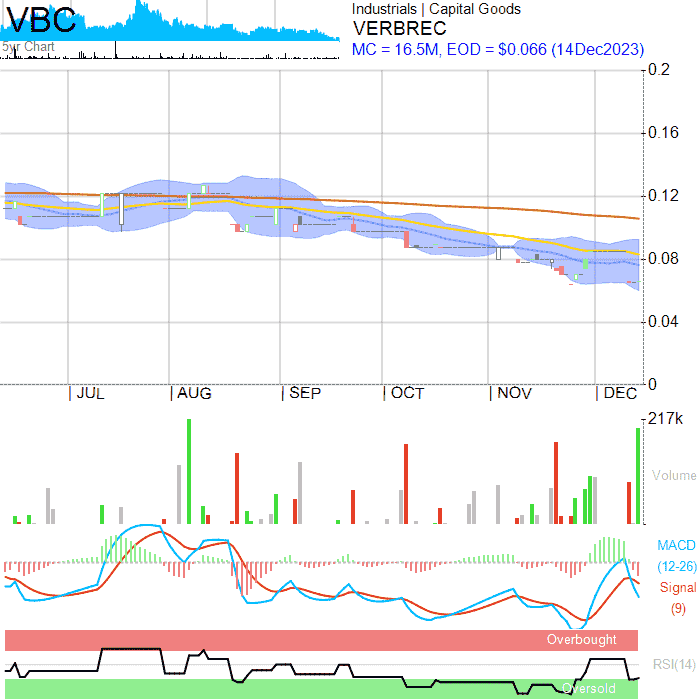 VBC
5yr Chart
Industrials | Capital Goods
VERBREC
MC = 16.5M, EOD = $0.066 (14Dec2023)
0.2
0.16
0.12
0.08
0.04
0
JUL AUG SEP OCT NOV DEC
217k
Volume
MACD
(12-26)
Signal
(9)
Overbought
RSI(14)
Oversold